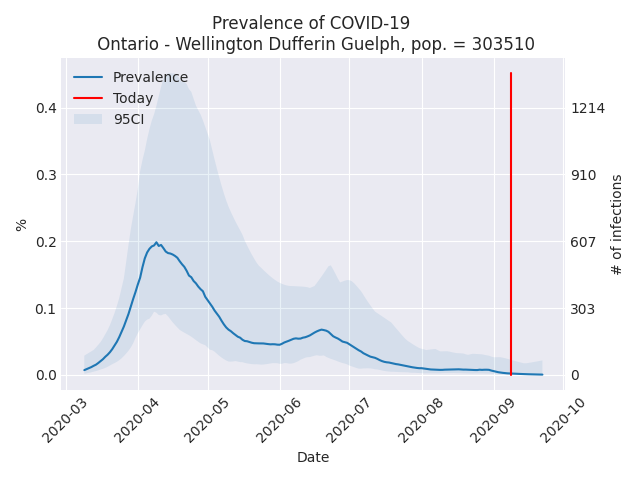 Prevalence of COVID-19
Ontario - Wellington Dufferin Guelph, pop. = 303510
Prevalence
Today
95CI
0.4
0.3
0.2
0.1
0.0
%
1214
910
607
303
0
# of infections
2020-03
2020-04
2020-05
2020-06
2020-07
2020-08
2020-09
2020-10
Date